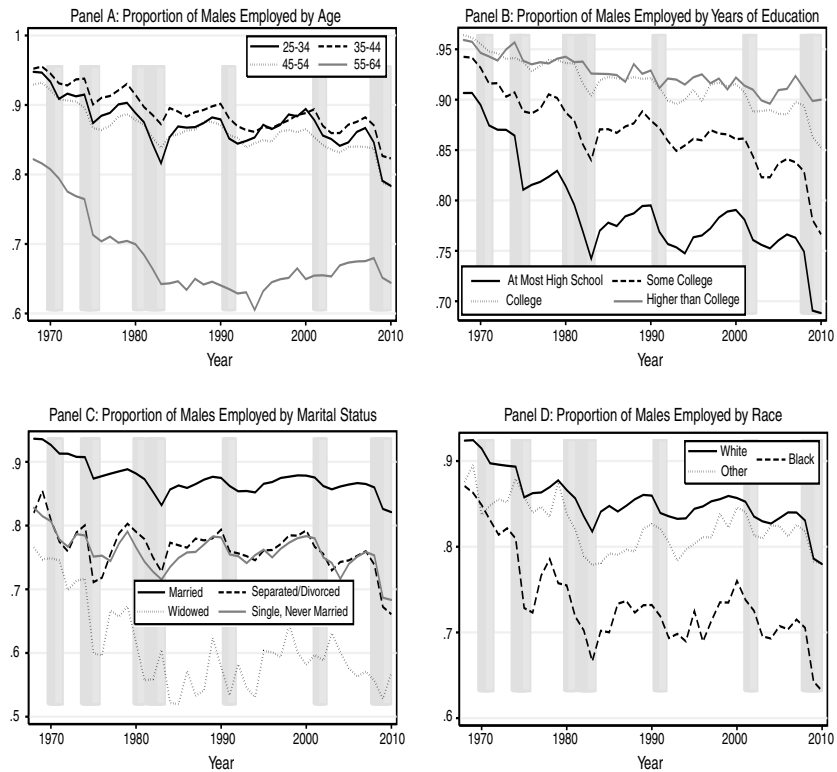 Panel A: Proportion of Males Employed by Age
1
.9
.8
.7
.6
25-34
35-44
45-54
55-64
1970 1980 1990 2000 2010
Year
Panel B: Proportion of Males Employed by Years of Education
.95
.90
.85
.80
.75
.70
At Most High School
Some College
College
Higher than College
1970 1980 1990 2000 2010
Year
Panel C: Proportion of Males Employed by Marital Status
.9
.8
.7
.6
.5
Married
Separated/Divorced
Widowed
Single, Never Married
1970 1980 1990 2000 2010
Year
Panel D: Proportion of Males Employed by Race
.9
.8
.7
.6
White
Black
Other
1970 1980 1990 2000 2010
Year